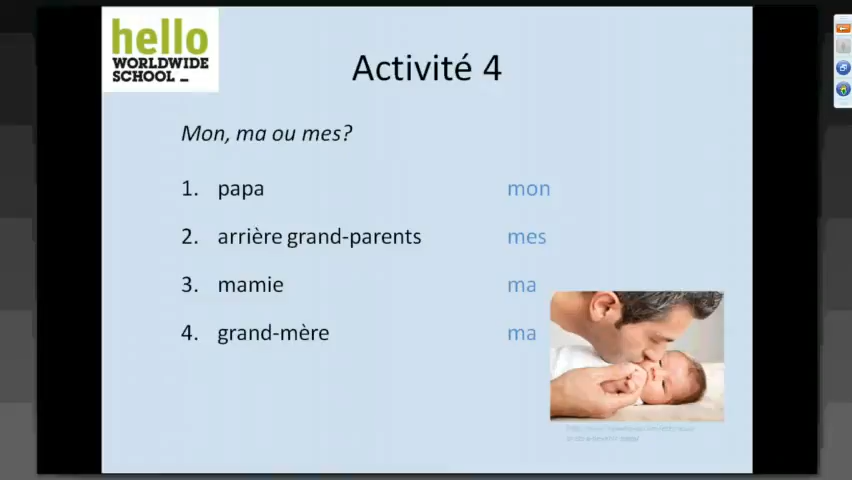 hello
WORLDWIDE
SCHOOL _
Activité 4
Mon, ma ou mes?
1. papa mon
2. arrière grand-parents mes
3. mamie ma
4. grand-mère ma